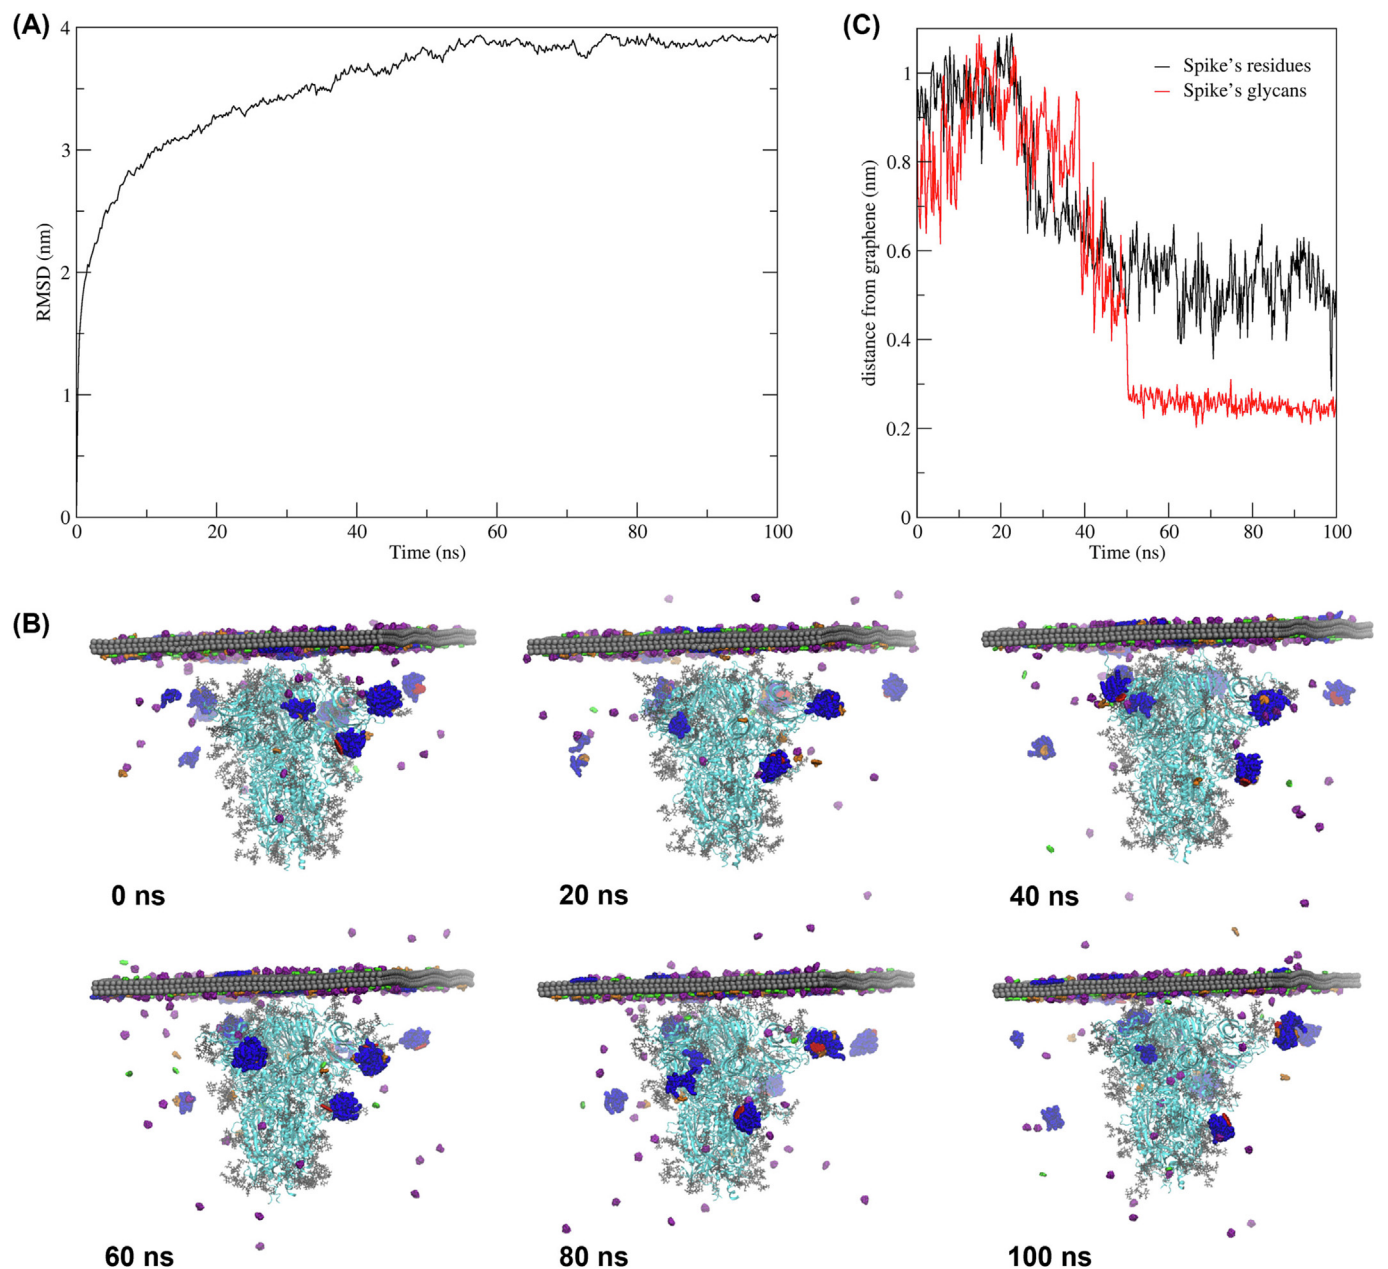 (A)
4
3
2
1
0
RMSD (nm)
0 20 40 60 80 100
Time (ns)
(C)
1
0.8
0.6
0.4
0.2
0
distance from graphene (nm)
Spike's residues
Spike's glycans
0 20 40 60 80 100
Time (ns)
(B)
0 ns
20 ns
40 ns
60 ns
80 ns
100 ns